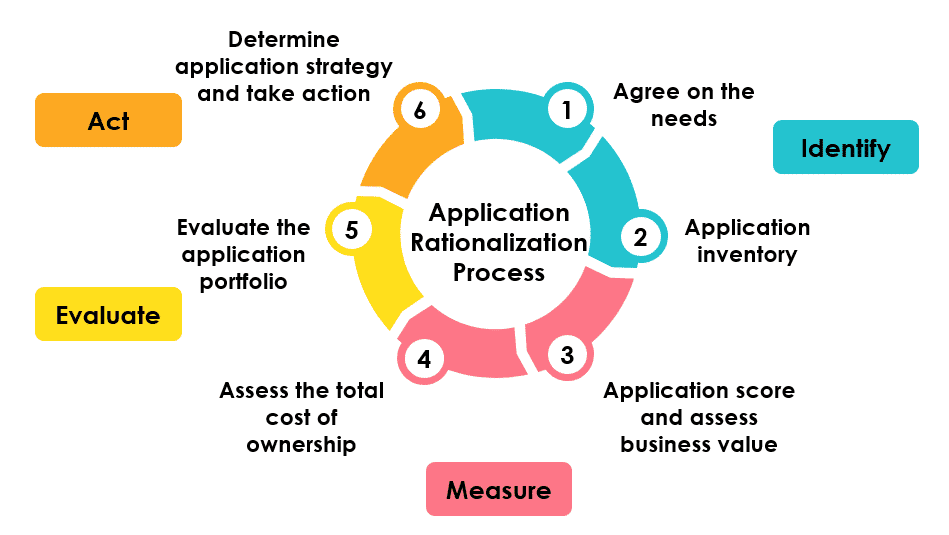 Application
Rationalization
Process
1
Agree on the
needs
Identify
2
Application
inventory
3
Application score
and assess
business value
Measure
4
Assess the total
cost of
ownership
5
Evaluate the
application
portfolio
Evaluate
6
Determine
application strategy
and take action
Act